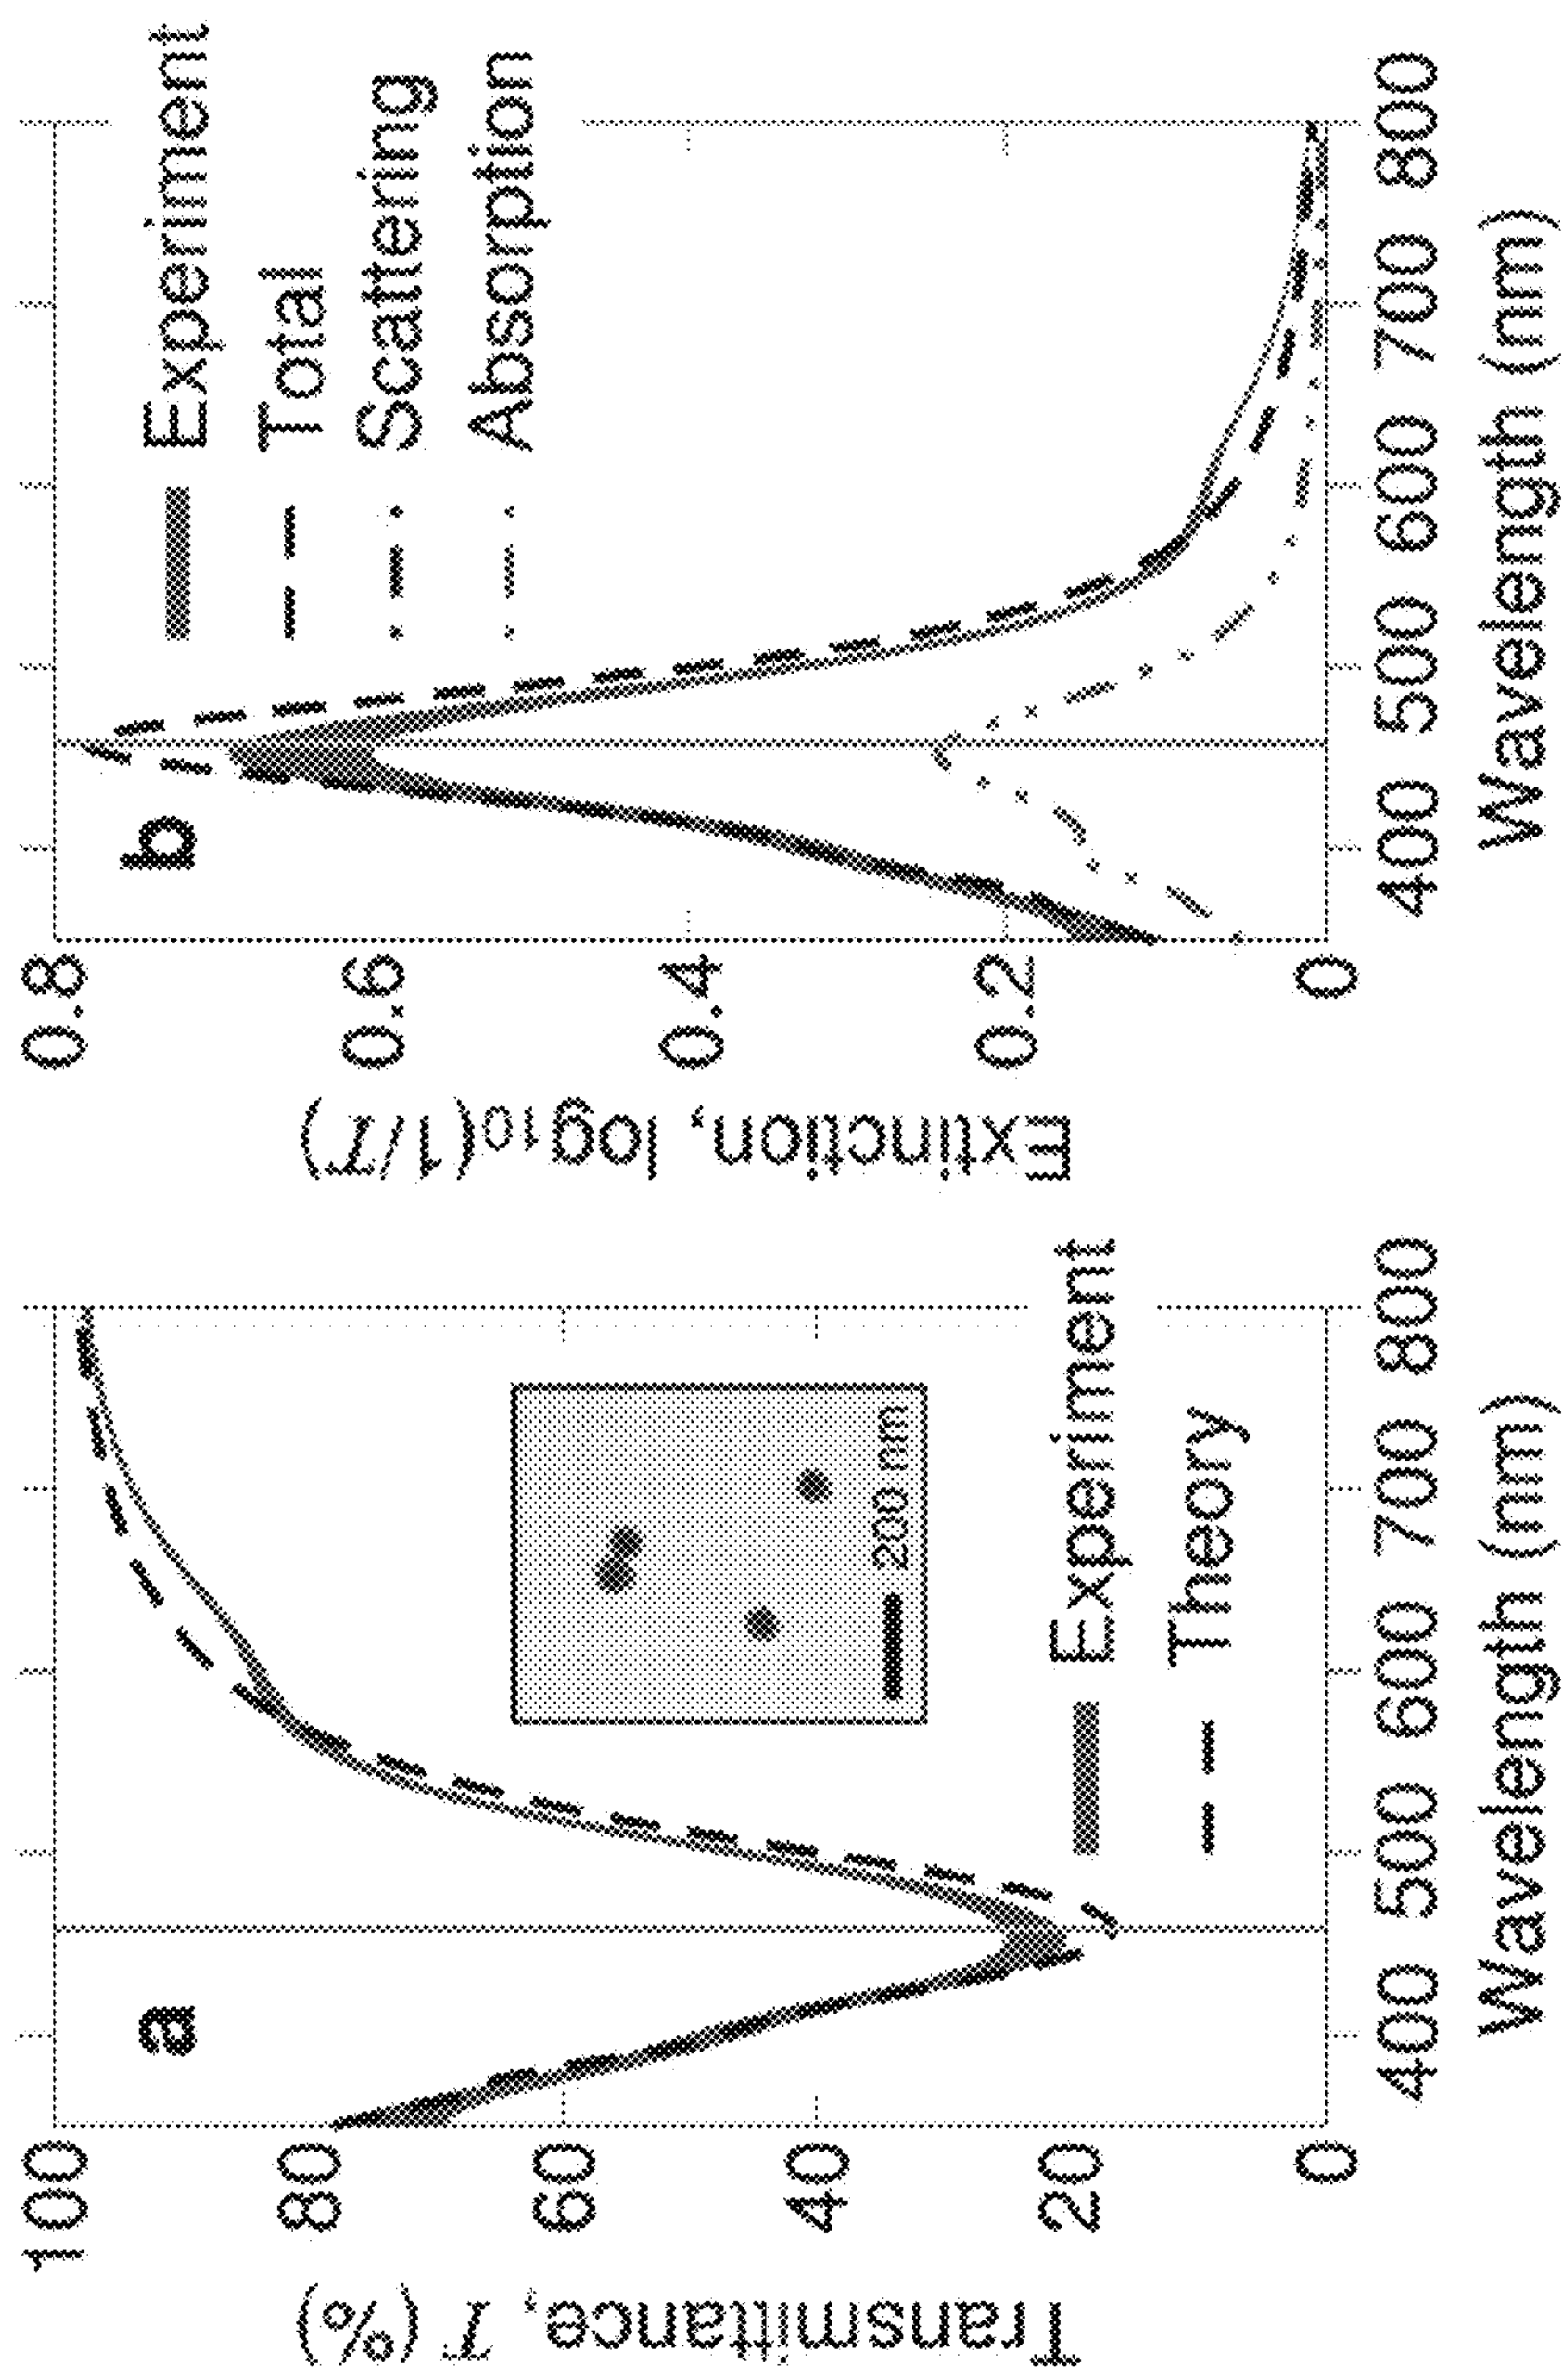 a
Transmittance, T (%)
100
80
60
40
20
0
400 500 600 700 800
Wavelength (nm)
200 nm
Experiment
Theory
b
Extinction, log₁₀(1/T)
0.8
0.6
0.4
0.2
0
400 500 600 700 800
Wavelength (nm)
Experiment
Total
Scattering
Absorption